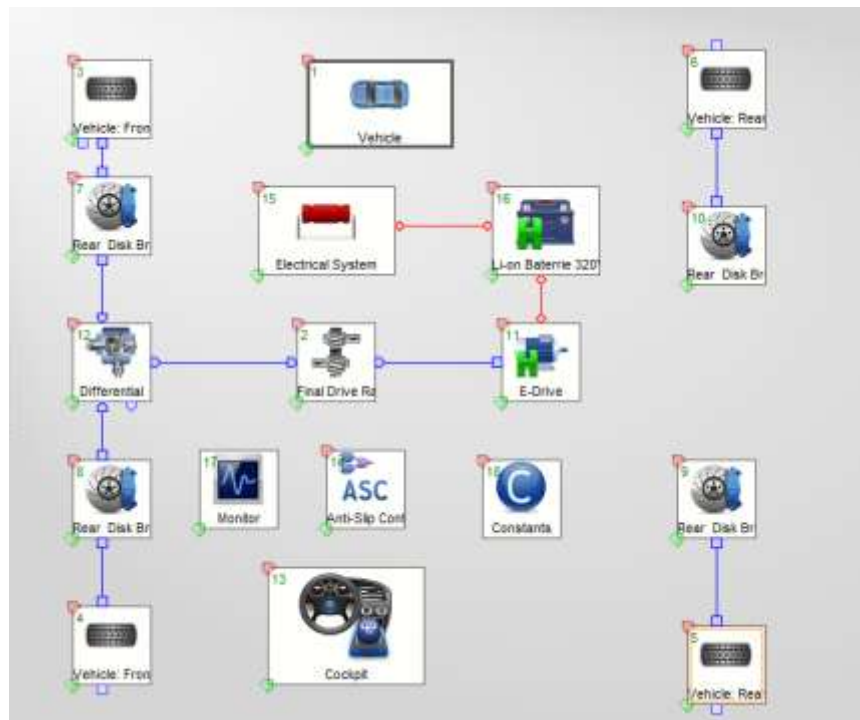 3
Vehicle: Fron
1
Vehicle
6
Vehicle: Rear
7
Rear Disk Br
15
Electrical System
16
Li-on Baterrie 320V
10
Rear Disk Br
12
Differential
2
Final Drive Ra
11
E-Drive
8
Rear Disk Br
17
Monitor
ASC
Anti-Slip Cont
18
C
Constants
9
Rear Disk Br
13
Cockpit
4
Vehicle: Fron
5
Vehicle: Rear